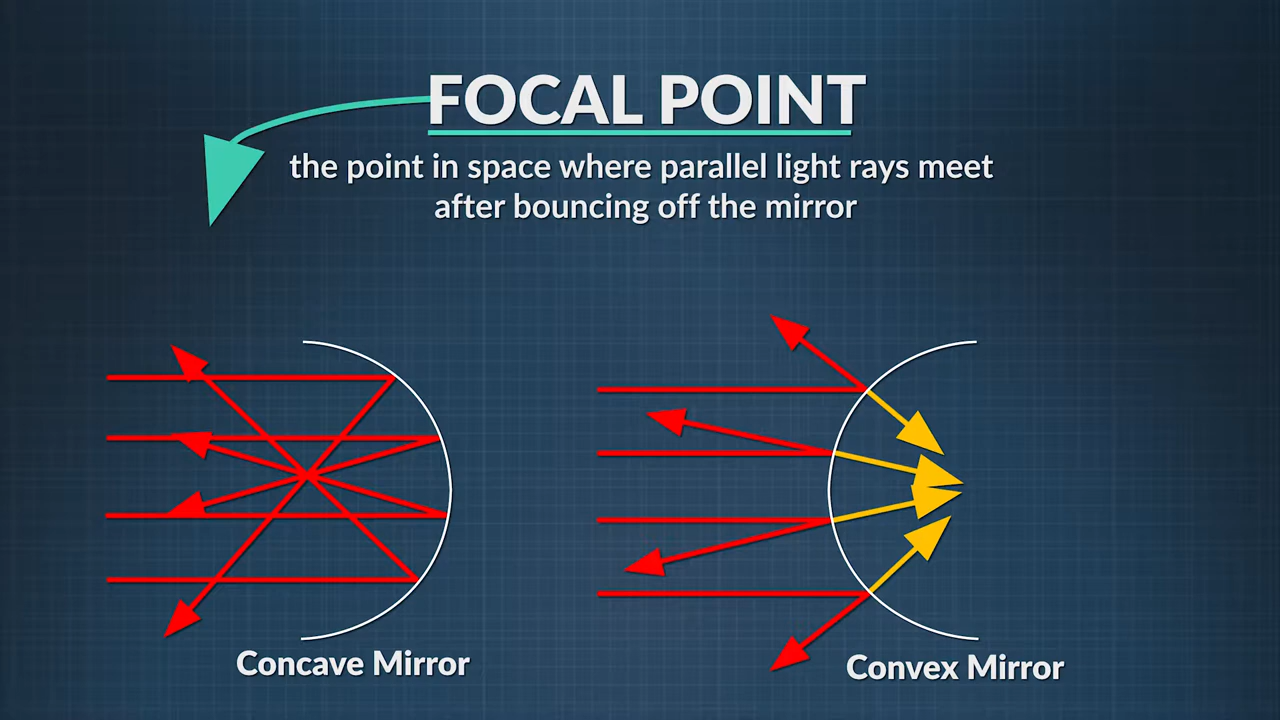 FOCAL POINT
the point in space where parallel light rays meet
after bouncing off the mirror
Concave Mirror
Convex Mirror